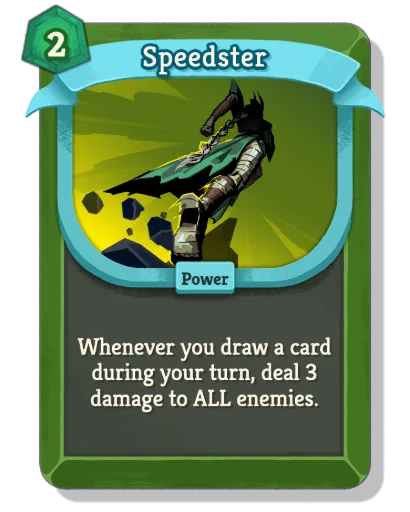 2
Speedster
Power
Whenever you draw a card
during your turn, deal 3
damage to ALL enemies.